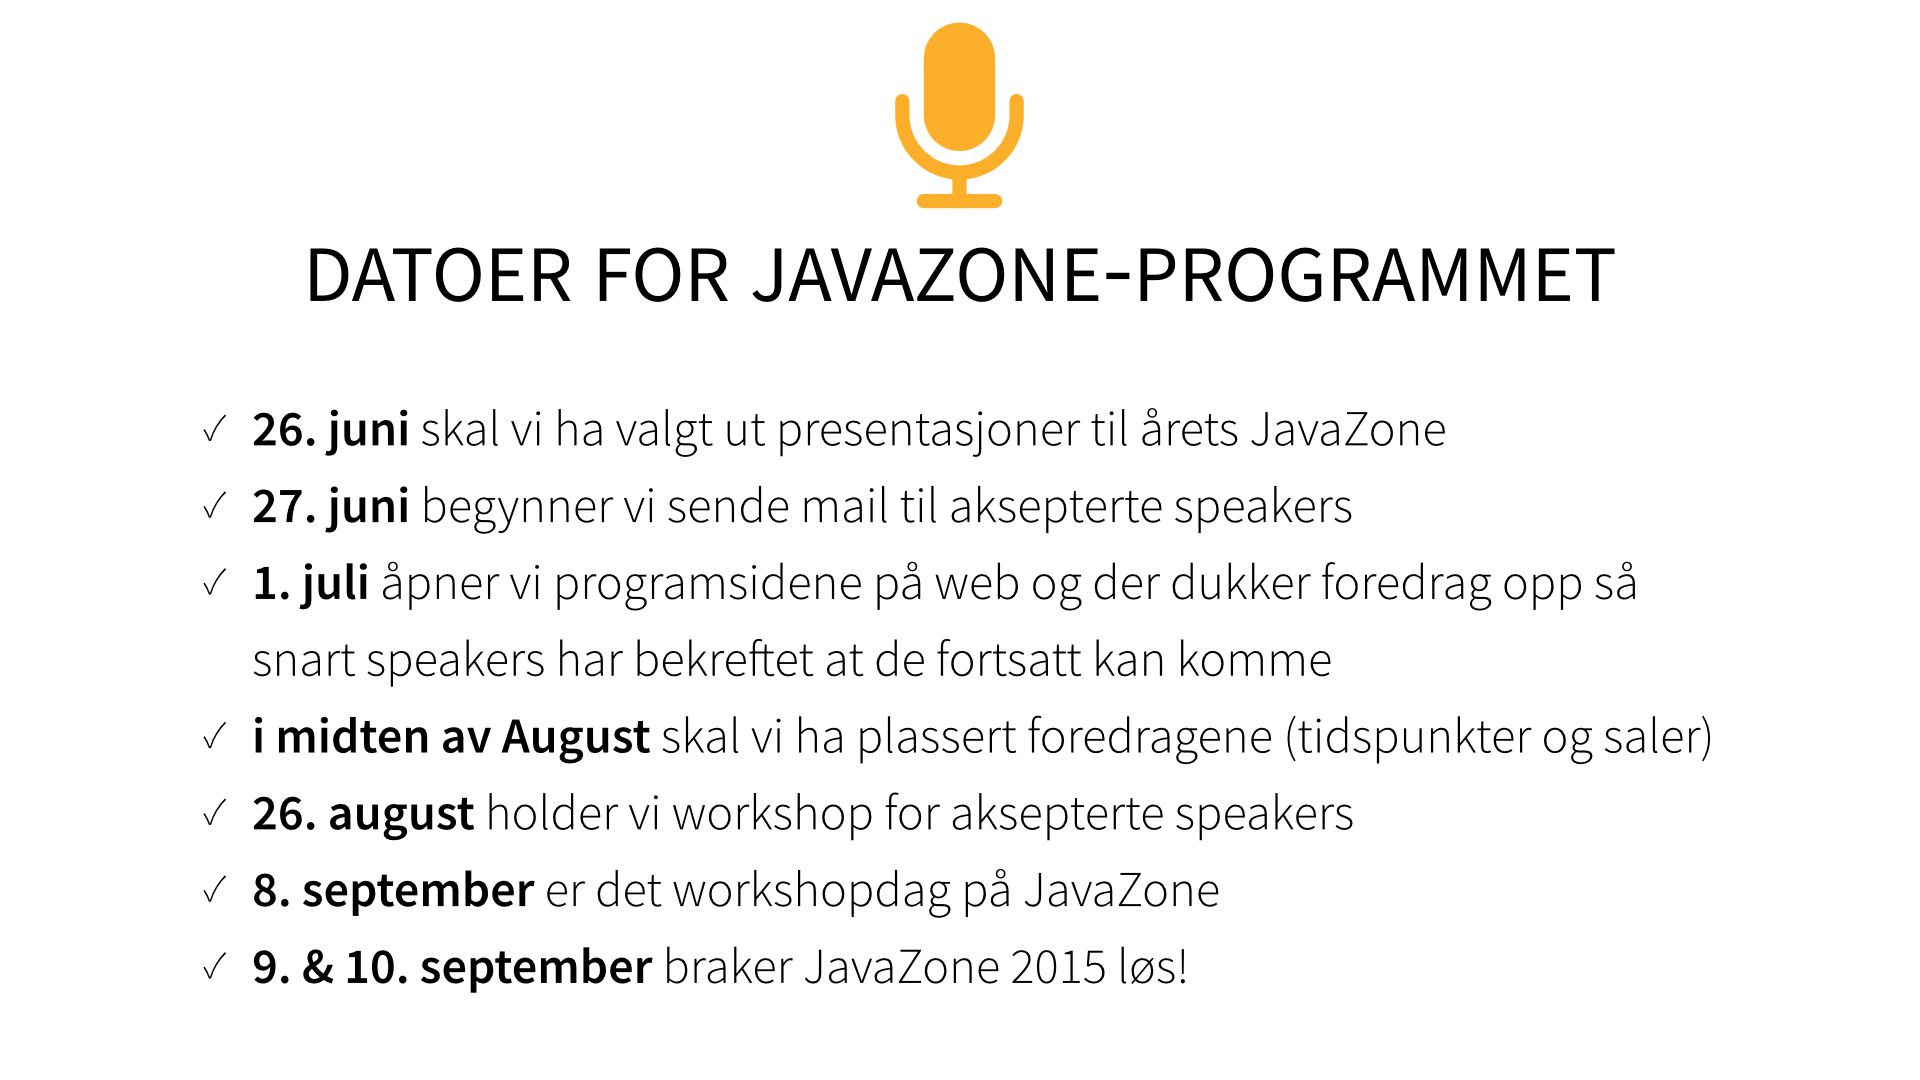 DATOER FOR JAVAZONE-PROGRAMMET
✓ 26. juni skal vi ha valgt ut presentasjoner til årets JavaZone
✓ 27. juni begynner vi sende mail til aksepterte speakers
✓ 1. juli åpner vi programsidene på web og der dukker foredrag opp så
snart speakers har bekreftet at de fortsatt kan komme
✓ i midten av August skal vi ha plassert foredragene (tidspunkter og saler)
✓ 26. august holder vi workshop for aksepterte speakers
✓ 8. september er det workshopdag på JavaZone
✓ 9. & 10. september braker JavaZone 2015 løs!